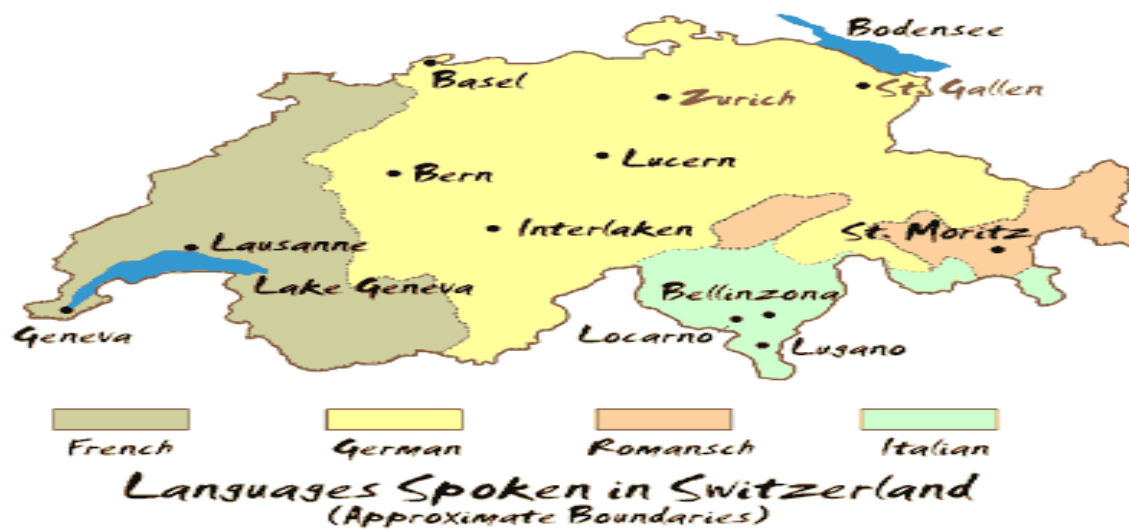 Bodensee
Basel
St. Gallen
Zurich
Lucern
Bern
Interlaken
St. Moritz
Lausanne
Lake Geneva
Bellinzona
Geneva
Locarno
Lugano
French
German
Romansch
Italian
Languages Spoken in Switzerland
(Approximate Boundaries)